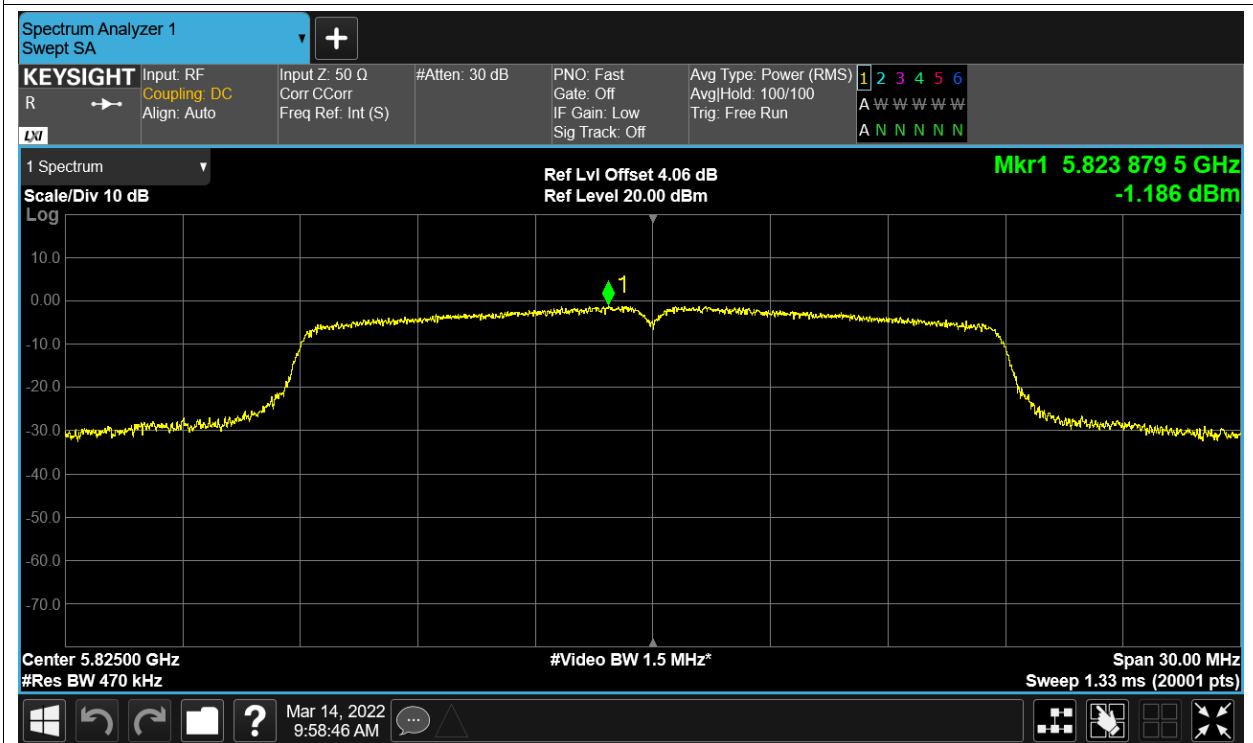 Spectrum Analyzer 1
Swept SA
+
KEYSIGHT
R
LXI
Input: RF
Coupling: DC
Align: Auto
Input Z: 50 Ω
Corr CCorr
Freq Ref: Int (S)
#Atten: 30 dB
PNO: Fast
Gate: Off
IF Gain: Low
Sig Track: Off
Avg Type: Power (RMS)
Avg|Hold: 100/100
Trig: Free Run
1 2 3 4 5 6
A W W W W W
A N N N N N
1 Spectrum
Scale/Div 10 dB
Log
Ref Lvl Offset 4.06 dB
Ref Level 20.00 dBm
Mkr1 5.823 879 5 GHz
-1.186 dBm
1
10.0
0.00
-10.0
-20.0
-30.0
-40.0
-50.0
-60.0
-70.0
Center 5.82500 GHz
#Res BW 470 kHz
#Video BW 1.5 MHz*
Span 30.00 MHz
Sweep 1.33 ms (20001 pts)
?
Mar 14, 2022
9:58:46 AM